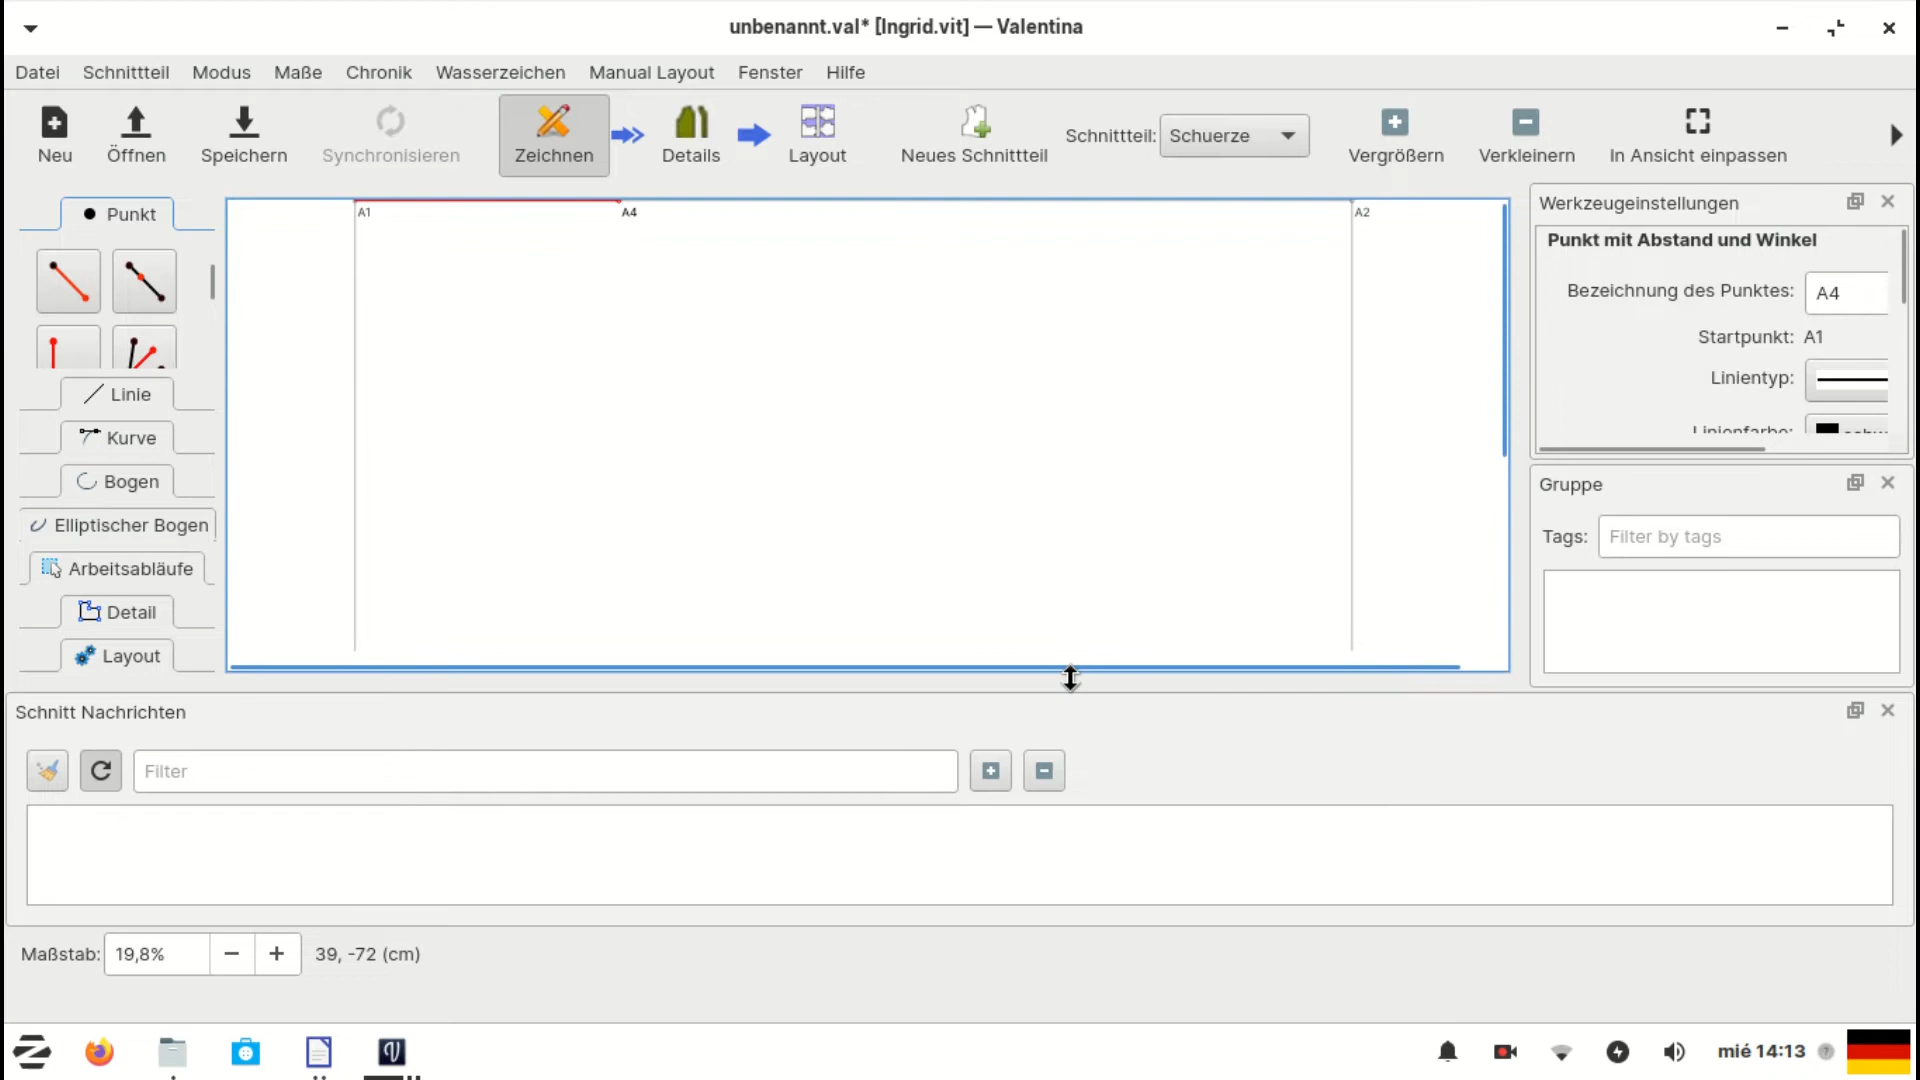 unbenannt.val* [Ingrid.vit] — Valentina
Datei Schnittteil Modus Maße Chronik Wasserzeichen Manual Layout Fenster Hilfe
Neu Öffnen Speichern Synchronisieren Zeichnen Details Layout Neues Schnittteil Schnittteil: Schuerze Vergrößern Verkleinern In Ansicht einpassen
Punkt
Linie
Kurve
Bogen
Elliptischer Bogen
Arbeitsabläufe
Detail
Layout
A1 A4 A2
Werkzeugeinstellungen
Punkt mit Abstand und Winkel
Bezeichnung des Punktes: A4
Startpunkt: A1
Linientyp:
Linienfarbe:
Gruppe
Tags: Filter by tags
Schnitt Nachrichten
Filter
Maßstab: 19,8% 39, -72 (cm)
mié 14:13